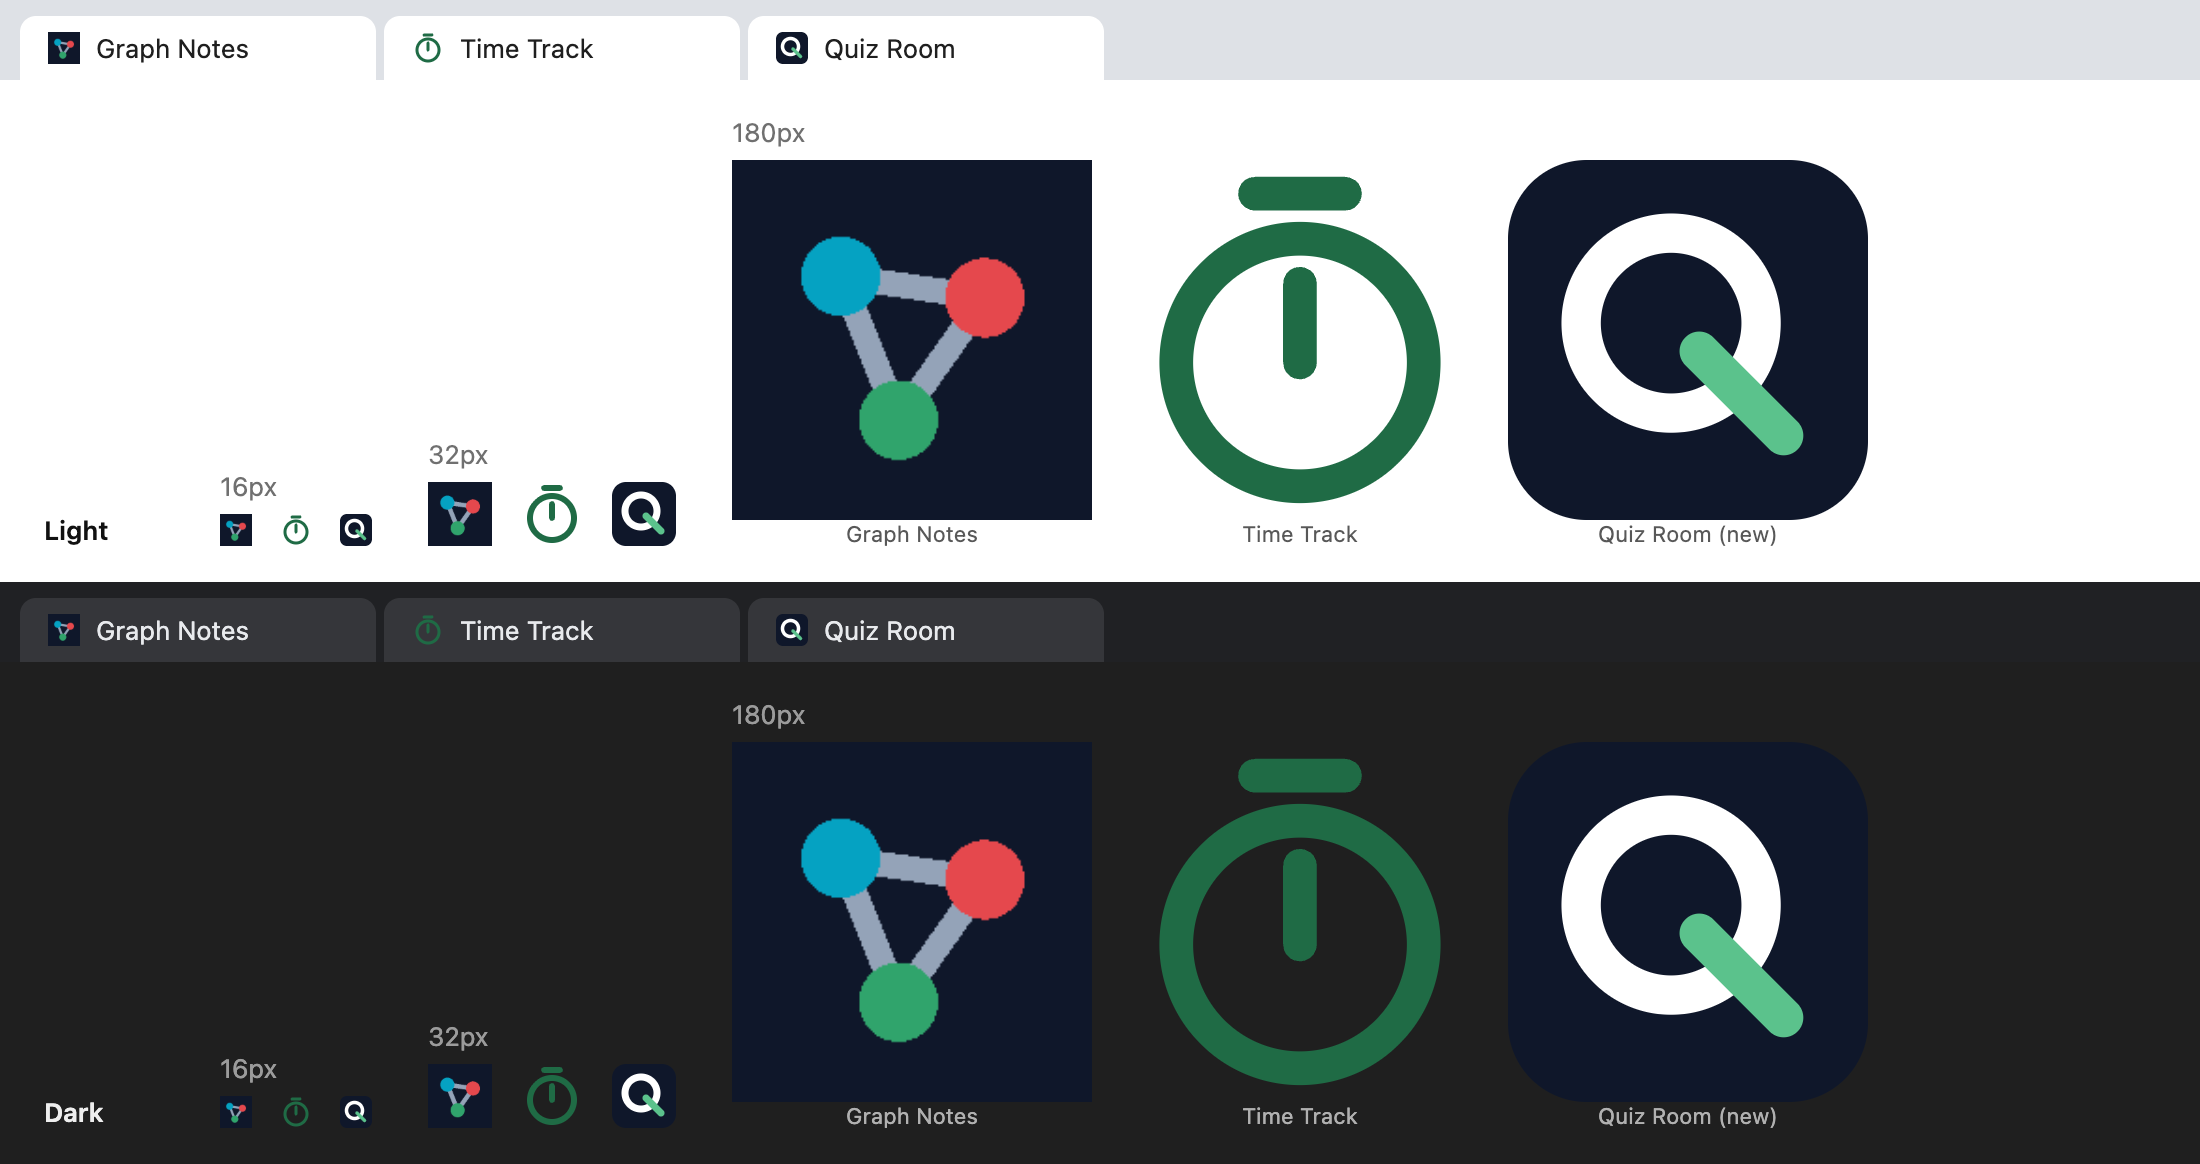 Graph Notes
Time Track
Quiz Room
180px
32px
16px
Light
Graph Notes
Time Track
Quiz Room (new)
Graph Notes
Time Track
Quiz Room
180px
32px
16px
Dark
Graph Notes
Time Track
Quiz Room (new)